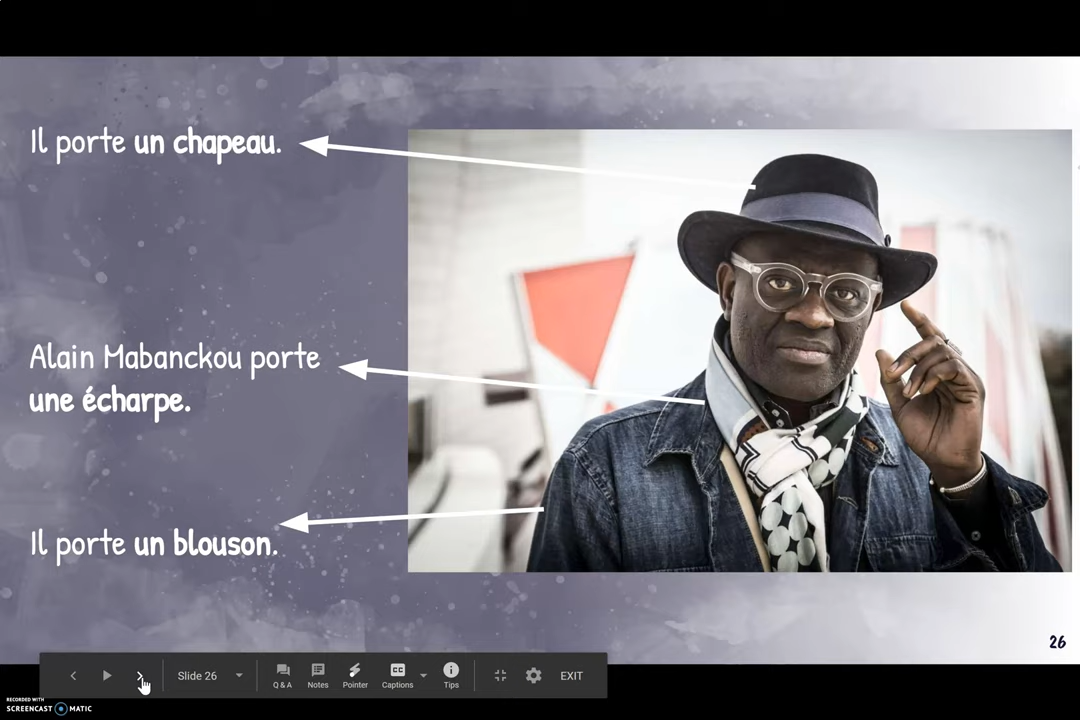 Il porte un chapeau.
Alain Mabanckou porte
une écharpe.
Il porte un blouson.
26
Slide 26
Q & A
Notes
Pointer
CC
Captions
Tips
EXIT
RECORDED WITH
SCREENCAST MATIC